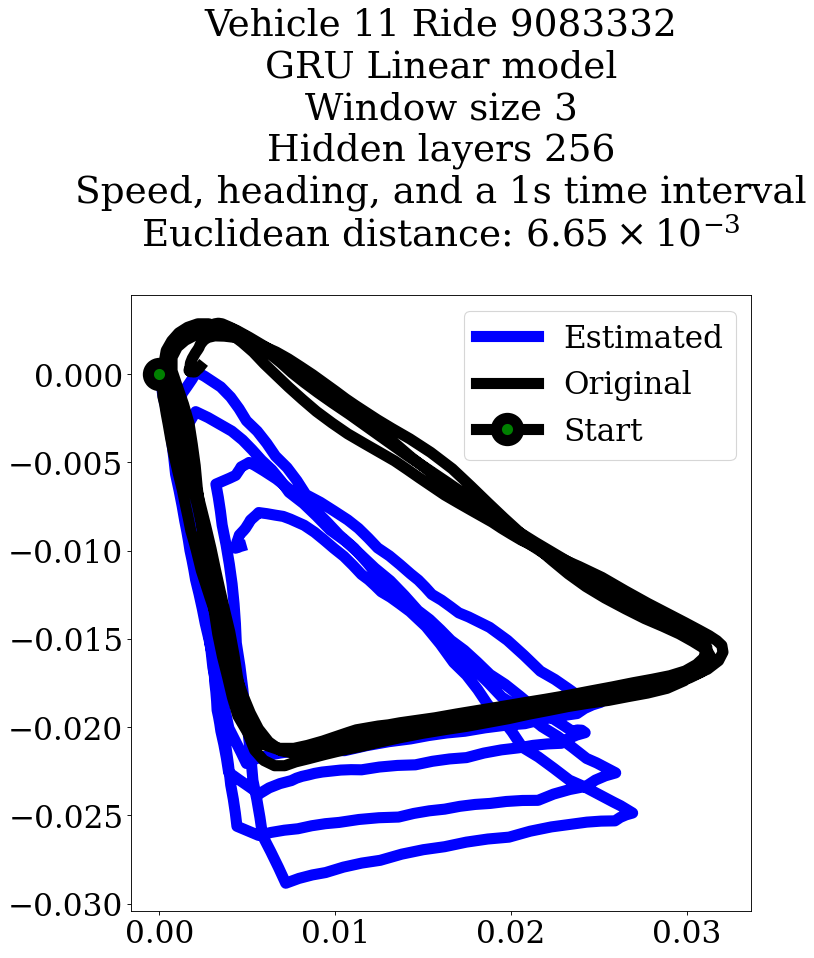 Vehicle 11 Ride 9083332
GRU Linear model
Window size 3
Hidden layers 256
Speed, heading, and a 1s time interval
Euclidean distance: 6.65 × 10⁻³
Estimated
Original
Start
0.000
−0.005
−0.010
−0.015
−0.020
−0.025
−0.030
0.00 0.01 0.02 0.03